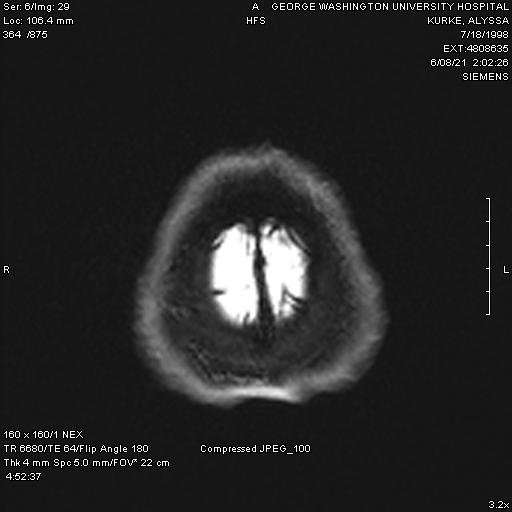 Ser: 6/Img: 29
Loc: 106.4 mm
364 /875
A GEORGE WASHINGTON UNIVERSITY HOSPITAL
HFS KURKE, ALYSSA
7/18/1998
EXT:4808635
6/08/21 2:02:26
SIEMENS
R
L
160 x 160/1 NEX
TR 6680/TE 64/Flip Angle 180
Compressed JPEG_100
Thk 4 mm Spc 5.0 mm/FOV* 22 cm
4:52:37
3.2x